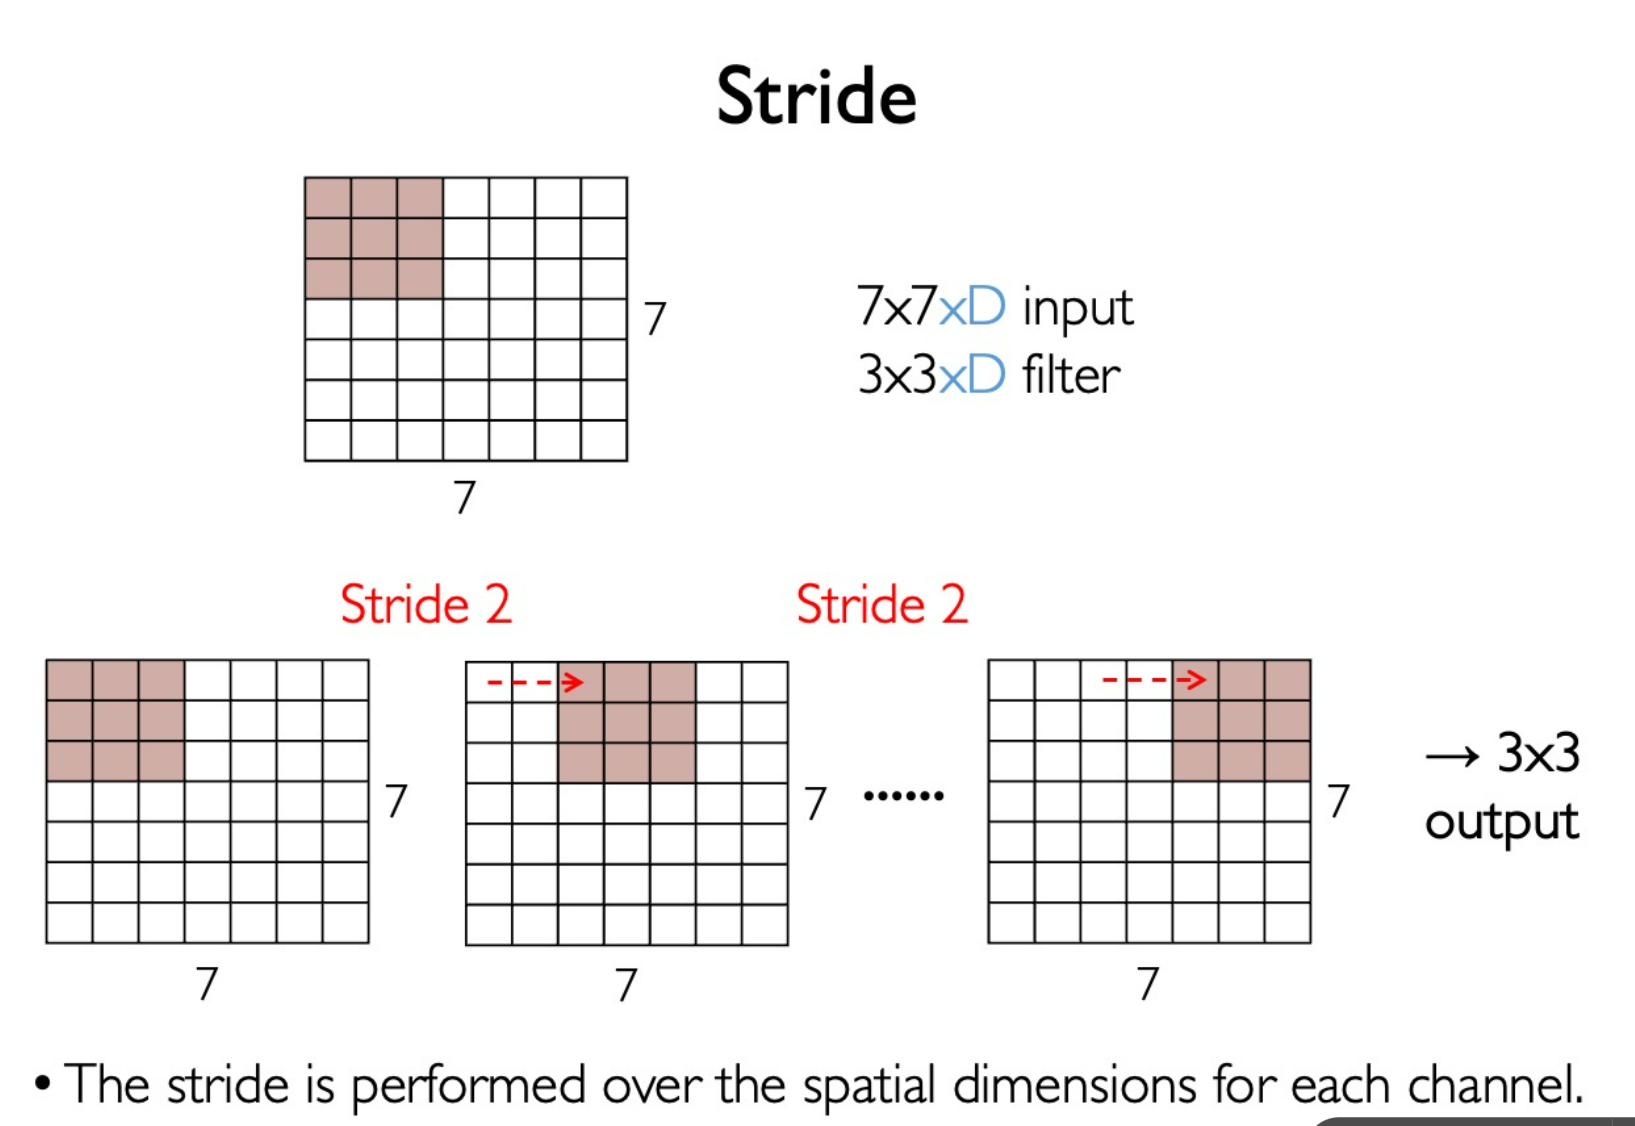 Stride
7
7x7xD input
3x3xD filter
7
Stride 2
Stride 2
7
7
......
7
→ 3x3
output
7
7
7
• The stride is performed over the spatial dimensions for each channel.